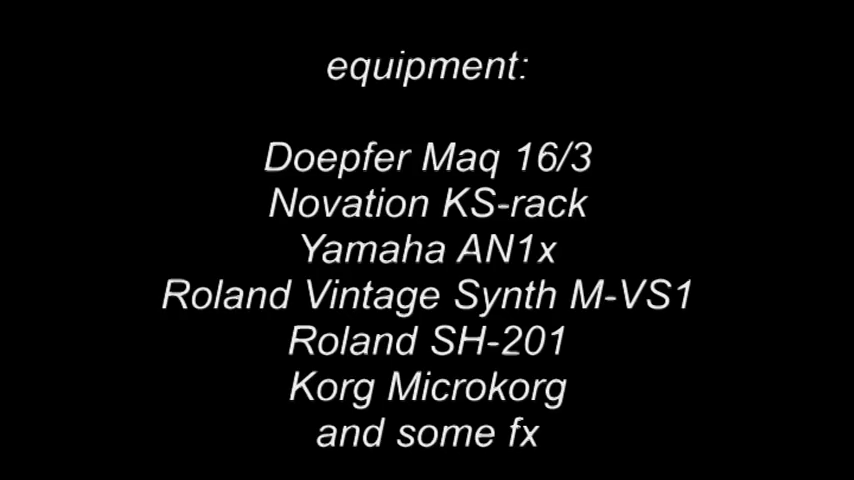 equipment:
Doepfer Maq 16/3
Novation KS-rack
Yamaha AN1x
Roland Vintage Synth M-VS1
Roland SH-201
Korg Microkorg
and some fx